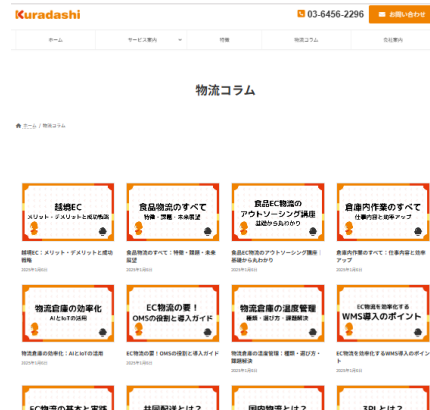 Kuradashi
03-6456-2296
お問い合わせ
ホーム
サービス案内
特徴
物流コラム
会社案内
物流コラム
ホーム / 物流コラム
越境EC
メリット・デメリットと成功戦略
食品物流のすべて
特徴・課題・未来展望
食品EC物流の
アウトソーシング講座
基礎から丸わかり
倉庫内作業のすべて
仕事内容と効率アップ
越境EC:メリット・デメリットと成功
戦略
食品物流のすべて:特徴・課題・未来
展望
食品EC物流のアウトソーシング講座:
基礎から丸わかり
倉庫内作業のすべて:仕事内容と効率
アップ
物流倉庫の効率化
AIとIoTの活用
EC物流の要!
OMSの役割と導入ガイド
物流倉庫の温度管理
種類・選び方・課題解決
EC物流を効率化する
WMS導入のポイント
物流倉庫の効率化:AIとIoTの活用
EC物流の要!OMSの役割と導入ガイド
物流倉庫の温度管理:種類・選び方・
課題解決
EC物流を効率化するWMS導入のポイン
ト
EC物流の基本と実践
共同配送とは?
国内物流とは?
3PLとは?